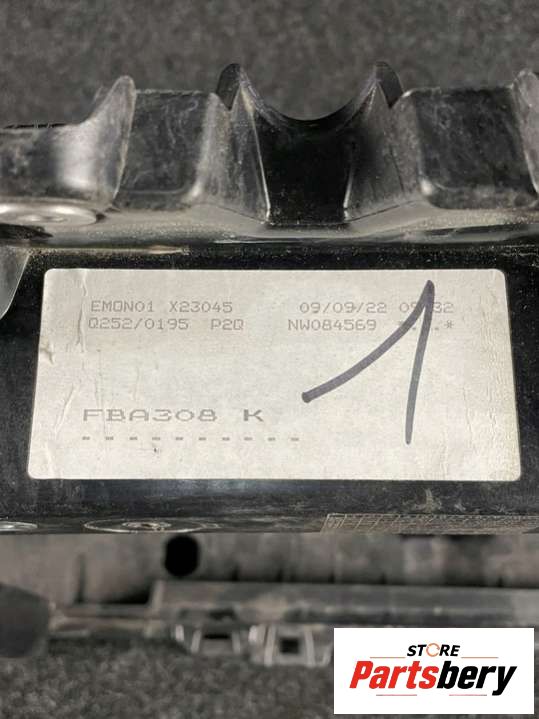 EMON01 X23045 09/09/22
Q252/0195 P2Q NW084569
FBA308 K
1
STORE
Partsbery